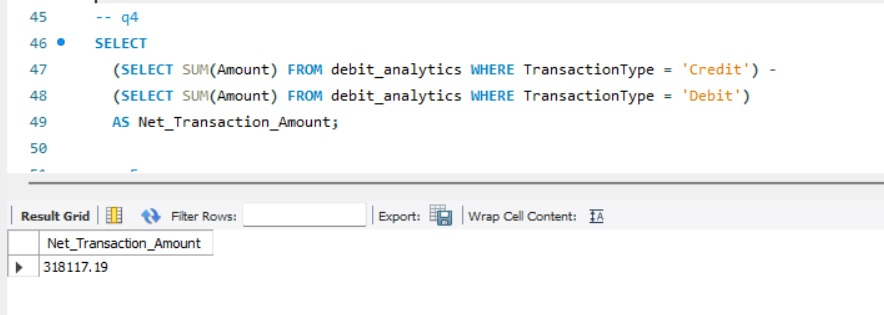 45 -- q4
46 SELECT
47 (SELECT SUM(Amount) FROM debit_analytics WHERE TransactionType = 'Credit') -
48 (SELECT SUM(Amount) FROM debit_analytics WHERE TransactionType = 'Debit')
49 AS Net_Transaction_Amount;
50
Result Grid Filter Rows: Export: Wrap Cell Content:
Net_Transaction_Amount
318117.19